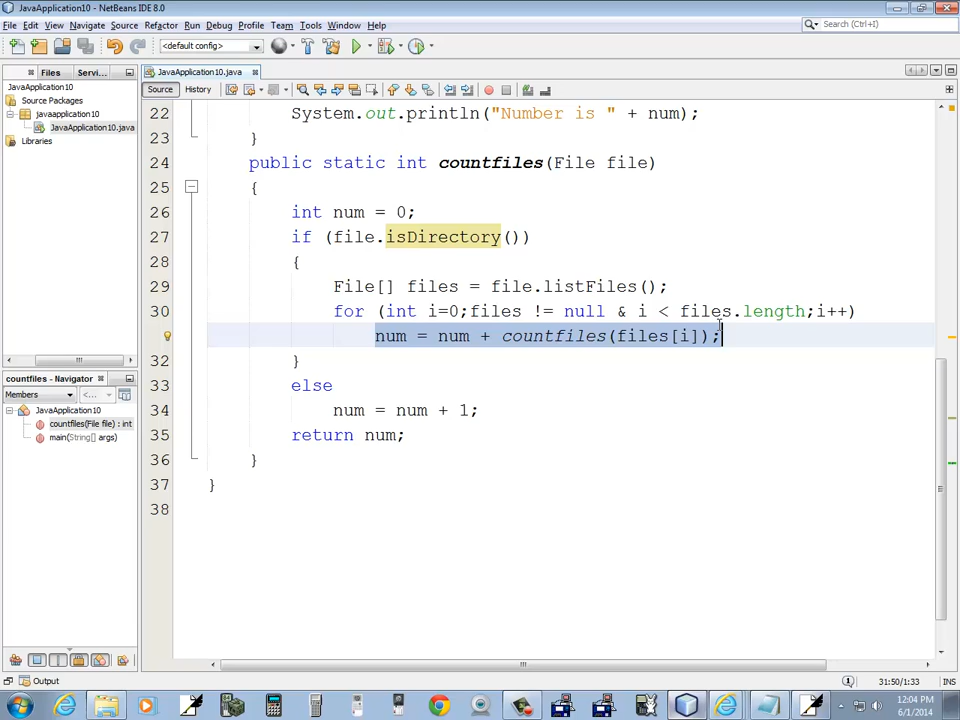 JavaApplication10 - NetBeans IDE 8.0
File Edit View Navigate Source Refactor Run Debug Profile Team Tools Window Help
Search (Ctrl+I)
<default config>
Files Servi...
JavaApplication10.java
JavaApplication10
Source Packages
javaapplication10
JavaApplication10.java
Libraries
Source History
22 System.out.println("Number is " + num);
23 }
24 public static int countfiles(File file)
25 {
26 int num = 0;
27 if (file.isDirectory())
28 {
29 File[] files = file.listFiles();
30 for (int i=0;files != null & i < files.length;i++)
num = num + countfiles(files[i]);
32 }
33 else
34 num = num + 1;
35 return num;
36 }
37 }
38
countfiles - Navigator
Members <...
JavaApplication10
countfiles(File file) : int
main(String[] args)
Output
1
31:50/1:33 INS
12:04 PM
6/1/2014